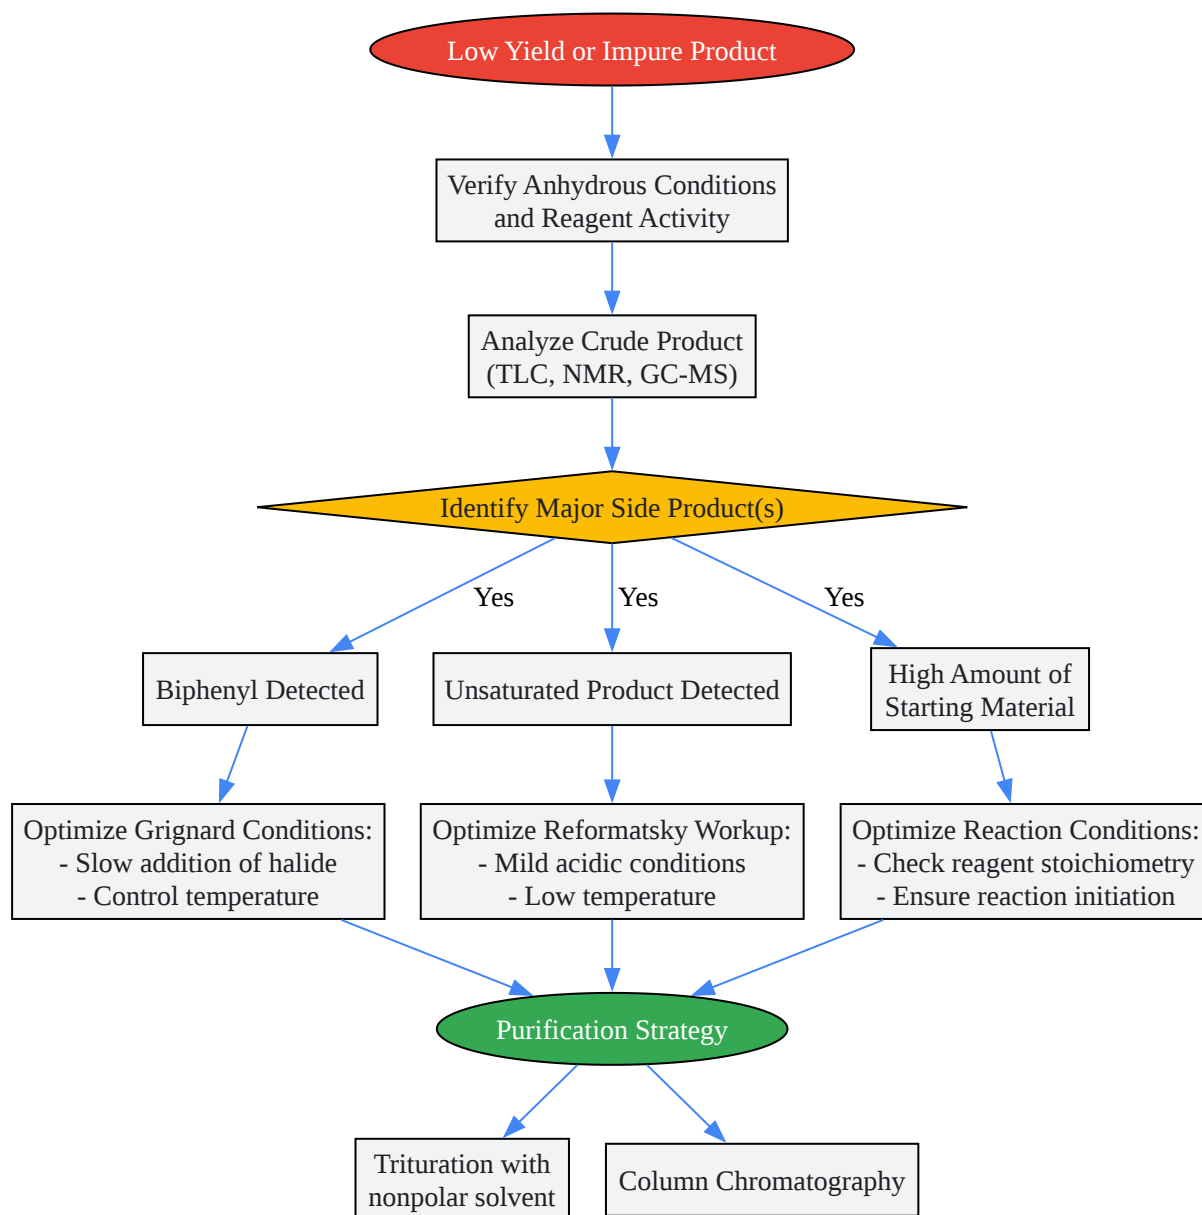 Low Yield or Impure Product
Verify Anhydrous Conditions
and Reagent Activity
Analyze Crude Product
(TLC, NMR, GC-MS)
Identify Major Side Product(s)
Yes
Yes
Yes
Biphenyl Detected
Unsaturated Product Detected
High Amount of
Starting Material
Optimize Grignard Conditions:
- Slow addition of halide
- Control temperature
Optimize Reformatsky Workup:
- Mild acidic conditions
- Low temperature
Optimize Reaction Conditions:
- Check reagent stoichiometry
- Ensure reaction initiation
Purification Strategy
Trituration with
nonpolar solvent
Column Chromatography